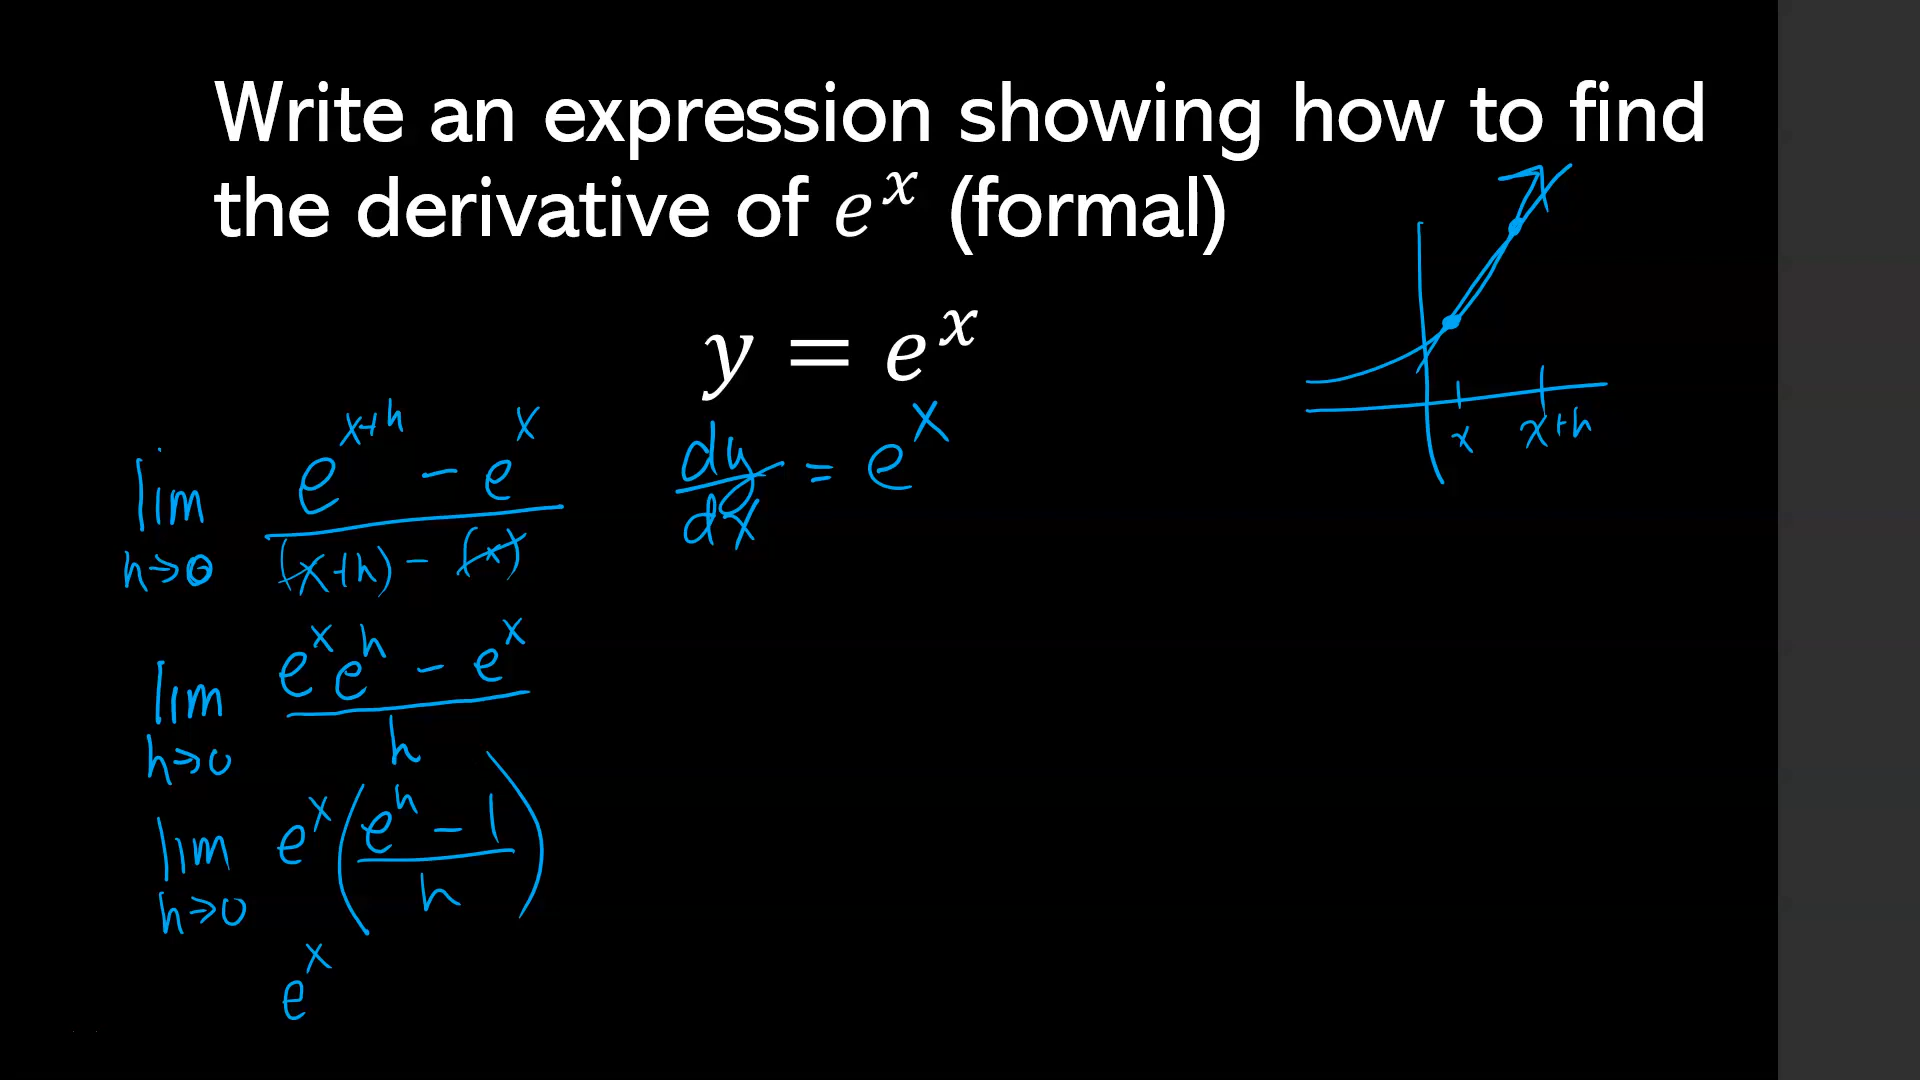 Write an expression showing how to find
the derivative of e^x (formal)
y = e^x
dy/dx = e^x
lim h→0 (e^(x+h) - e^x)/((x+h) - (x))
lim h→0 (e^x e^h - e^x)/h
lim h→0 e^x((e^h - 1)/h)
e^x
x x+h